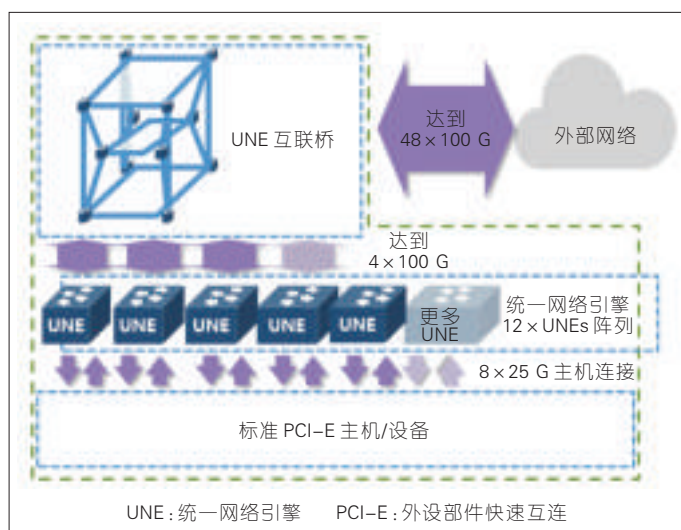 UNE 互联桥
达到
48×100 G
外部网络
达到
4×100 G
UNE
UNE
UNE
UNE
UNE
更多
UNE
统一网络引擎
12×UNEs 阵列
8×25 G 主机连接
标准 PCI-E 主机/设备
UNE:统一网络引擎 PCI-E:外设部件快速互连